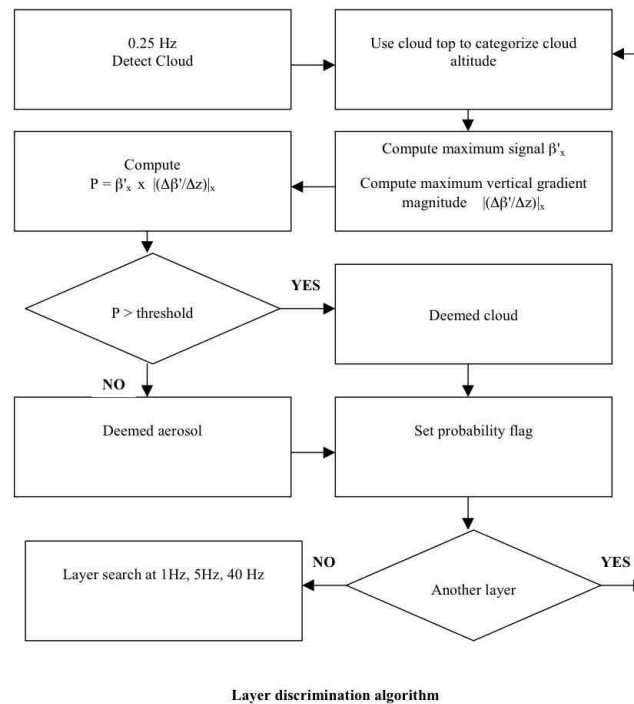 0.25 Hz
Detect Cloud
Use cloud top to categorize cloud
altitude
Compute maximum signal β'ₓ
Compute maximum vertical gradient
magnitude |(Δβ'/Δz)|ₓ
Compute
P = β'ₓ x |(Δβ'/Δz)|ₓ
P > threshold
YES
Deemed cloud
NO
Deemed aerosol
Set probability flag
Another layer
NO
YES
Layer search at 1Hz, 5Hz, 40 Hz
Layer discrimination algorithm